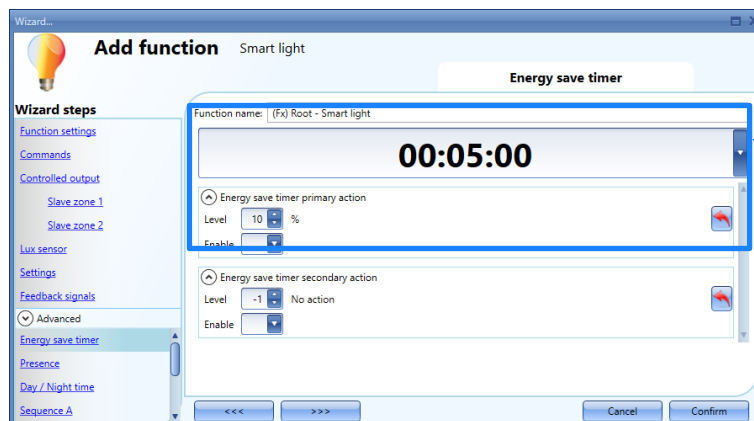 Wizard...
Add function Smart light
Energy save timer
Wizard steps
Function settings
Commands
Controlled output
Slave zone 1
Slave zone 2
Lux sensor
Settings
Feedback signals
Advanced
Energy save timer
Presence
Day / Night time
Sequence A
Function name: (Fx) Root - Smart light
00:05:00
Energy save timer primary action
Level 10 %
Enable
Energy save timer secondary action
Level -1 No action
Enable
<<< >>> Cancel Confirm